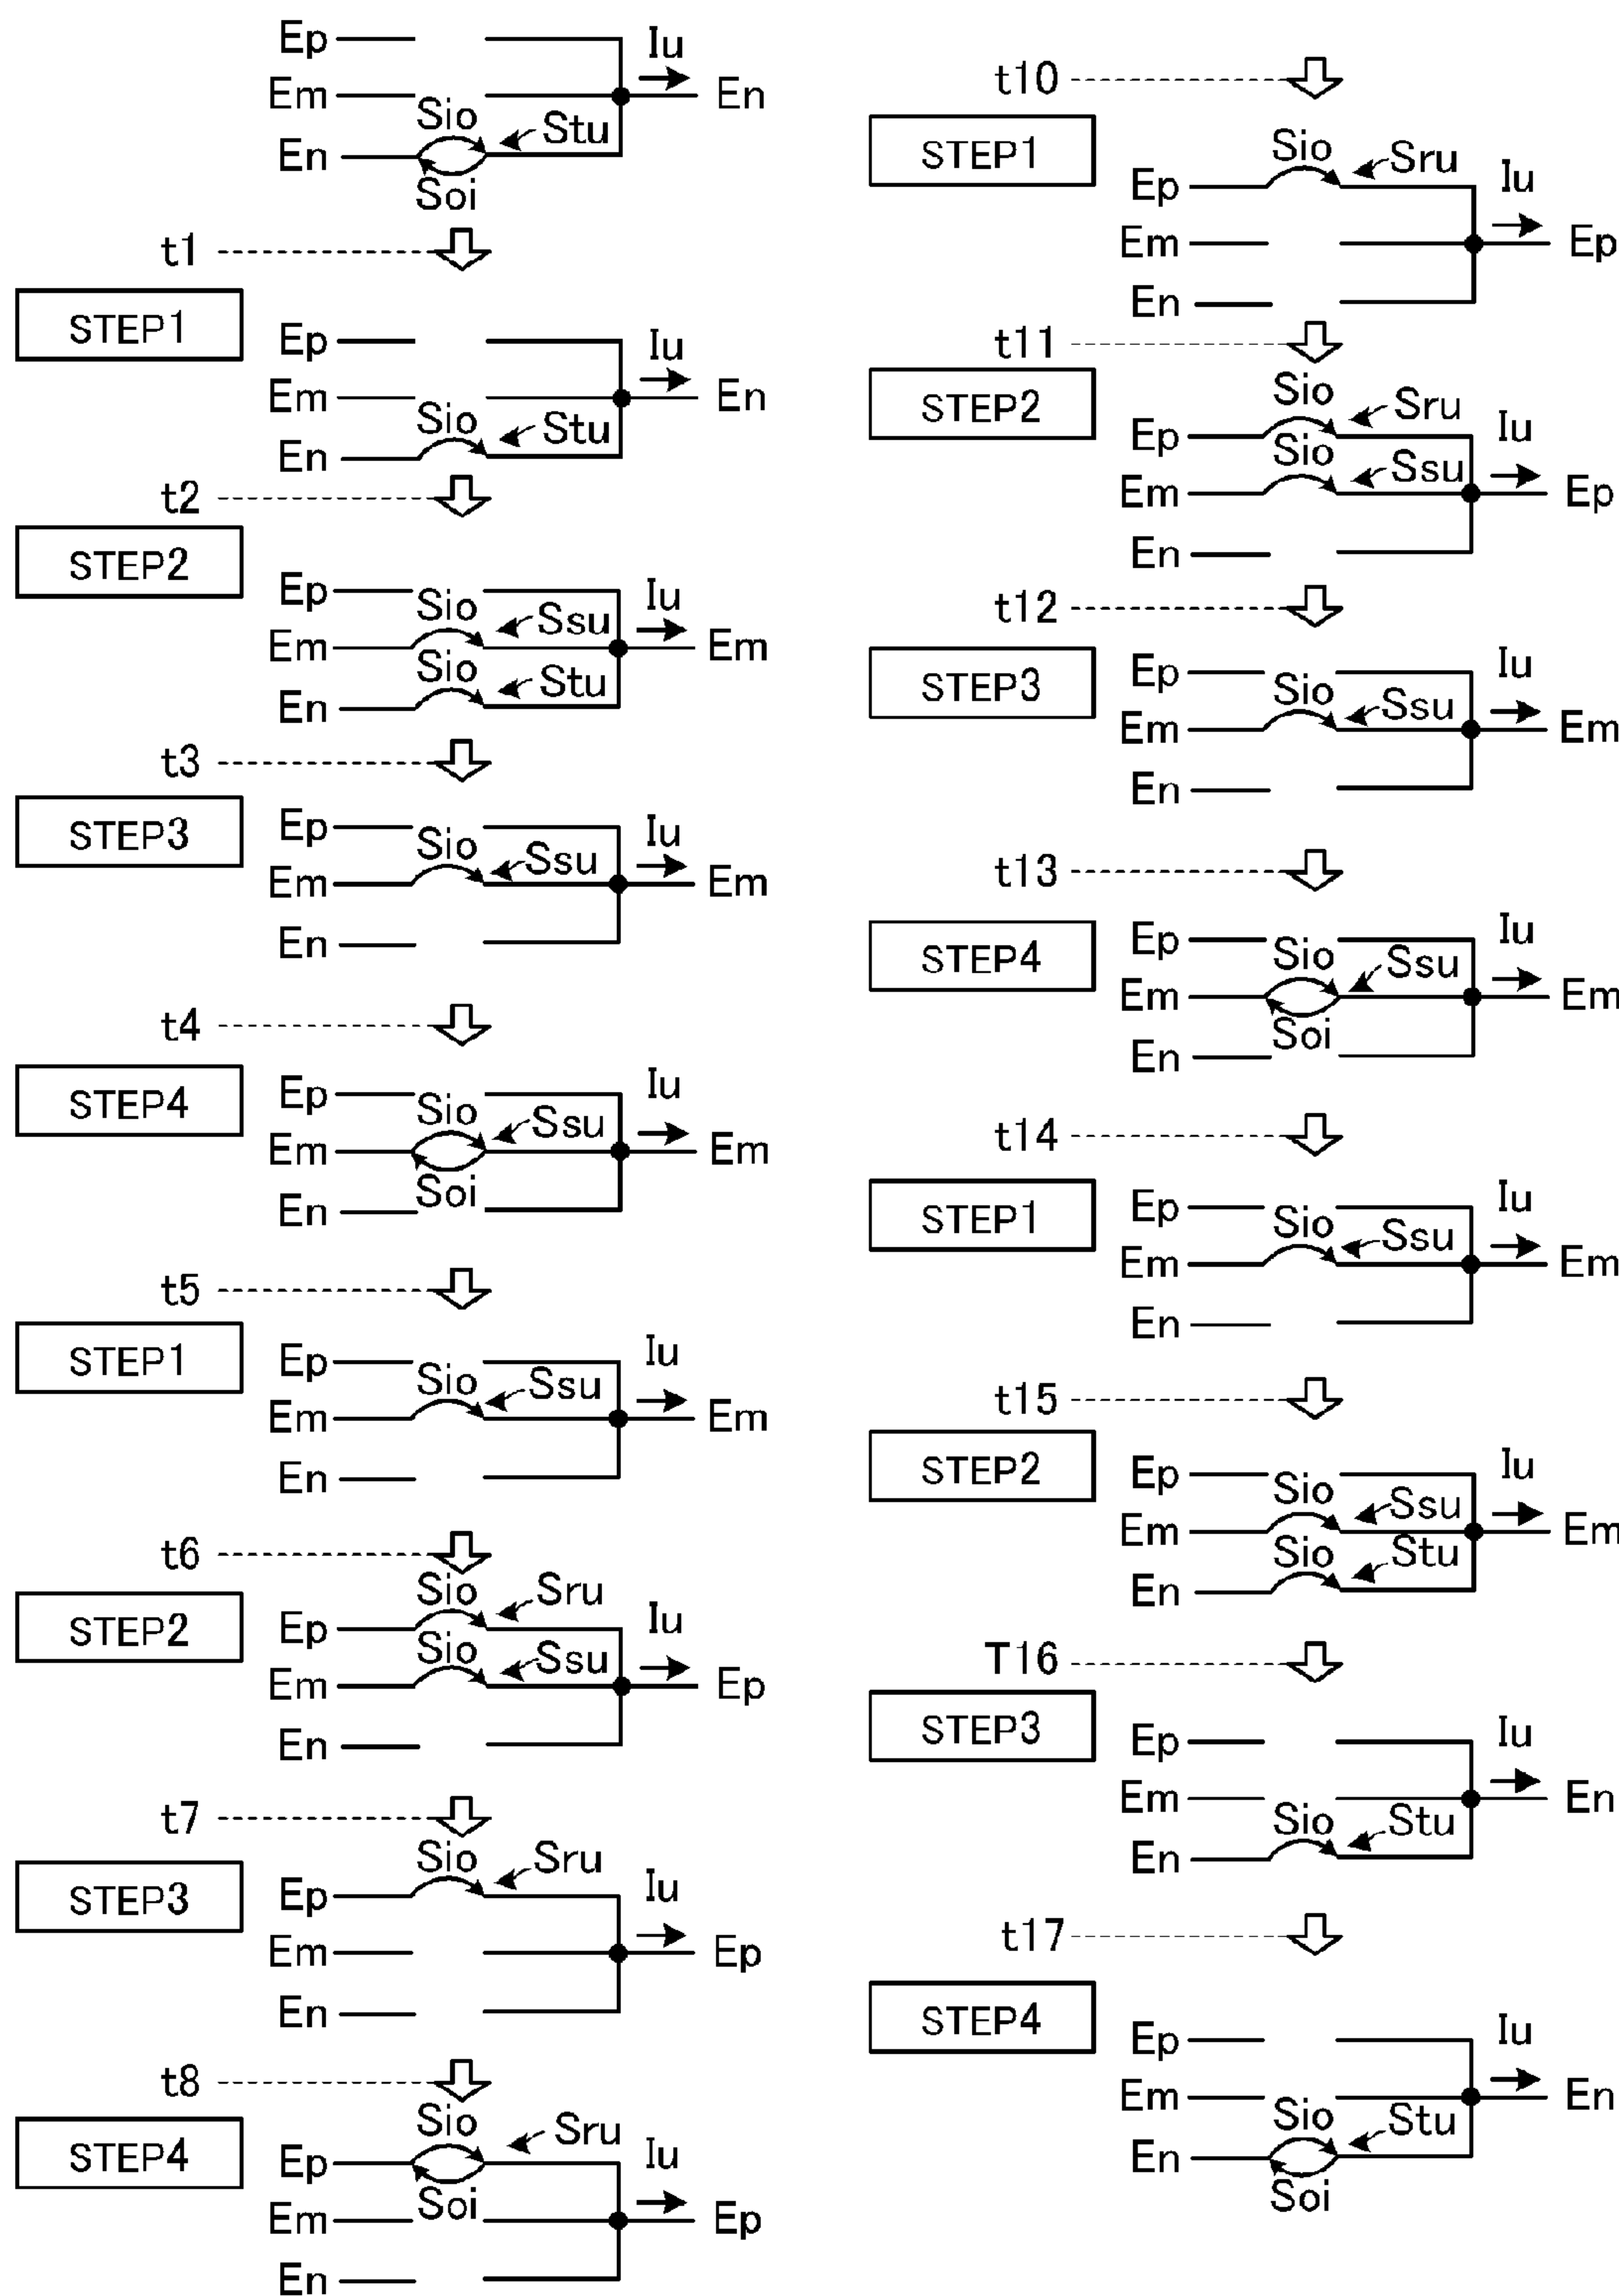 Ep
Iu
Em
En
Sio
Stu
En
Soi
t1
STEP1
Ep
Iu
Em
En
Sio
Stu
En
t2
STEP2
Ep
Sio
Ssu
Iu
Em
Em
Sio
Stu
En
t3
STEP3
Ep
Sio
Iu
Ssu
Em
Em
En
t4
STEP4
Ep
Sio
Iu
Ssu
Em
Em
Soi
En
t5
STEP1
Ep
Sio
Iu
Ssu
Em
Em
En
t6
STEP2
Sio
Sru
Ep
Iu
Sio
Ssu
Em
Ep
En
t7
STEP3
Sio
Sru
Ep
Iu
Em
Ep
En
t8
STEP4
Sio
Sru
Ep
Iu
Soi
Em
Ep
En
t10
STEP1
Sio
Sru
Ep
Iu
Em
Ep
En
t11
STEP2
Sio
Sru
Ep
Iu
Sio
Ssu
Em
Ep
En
t12
STEP3
Ep
Iu
Sio
Ssu
Em
Em
En
t13
STEP4
Ep
Iu
Sio
Ssu
Em
Em
Soi
En
t14
STEP1
Ep
Iu
Sio
Ssu
Em
Em
En
t15
STEP2
Ep
Iu
Sio
Ssu
Em
Em
Sio
Stu
En
T16
STEP3
Ep
Iu
Em
En
Sio
Stu
En
t17
STEP4
Ep
Iu
Em
En
Sio
Stu
En
Soi